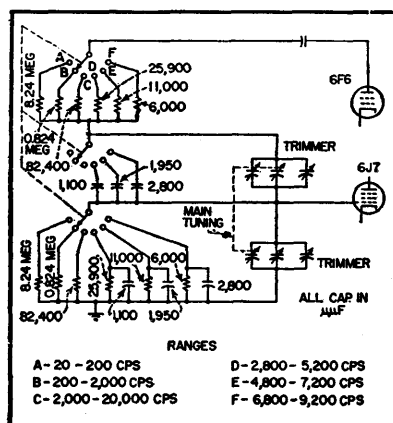 A
F
B
D
E
C
25,900
11,000
6,000
8.24 MEG
0.824 MEG
82,400
6F6
1,950
1,100
2,800
TRIMMER
6J7
MAIN TUNING
TRIMMER
8.24 MEG
0.824 MEG
25,900
11,000
6,000
2,800
82,400
1,100
1,950
ALL CAP. IN
μμF
RANGES
A-20-200 CPS
B-200-2,000 CPS
C-2,000-20,000 CPS
D-2,800-5,200 CPS
E-4,800-7,200 CPS
F-6,800-9,200 CPS